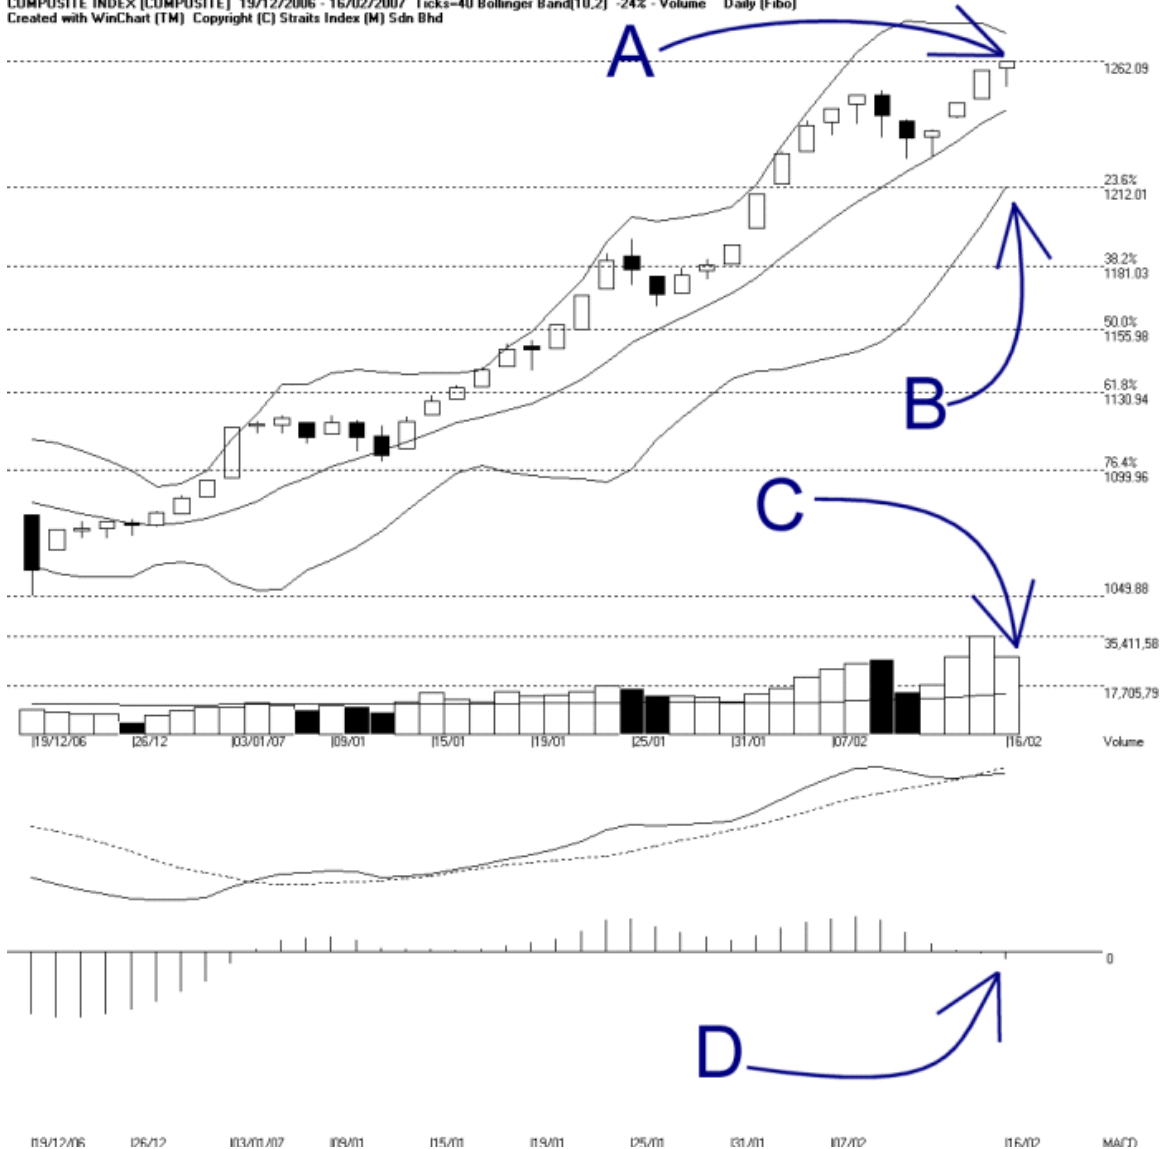 COMPOSITE INDEX [COMPOSITE] 19/12/2006 - 16/02/2007 Ticks=40 Bollinger Band[10,2] -24% - Volume Daily [Fibo]
Created with WinChart (TM) Copyright (C) Straits Index (M) Sdn Bhd
A
1262.09
23.6%
1212.01
38.2%
1181.03
50.0%
1155.98
B
61.8%
1130.94
76.4%
1099.96
C
1049.88
35,411,58
17,705,79
|19/12/06 |26/12 |03/01/07 |09/01 |15/01 |19/01 |25/01 |31/01 |07/02 |16/02 Volume
0
D
|19/12/06 |26/12 |03/01/07 |09/01 |15/01 |19/01 |25/01 |31/01 |07/02 |16/02 MACD